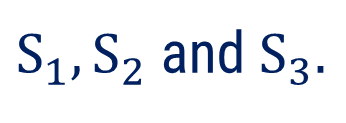 S₁, S₂ and S₃.